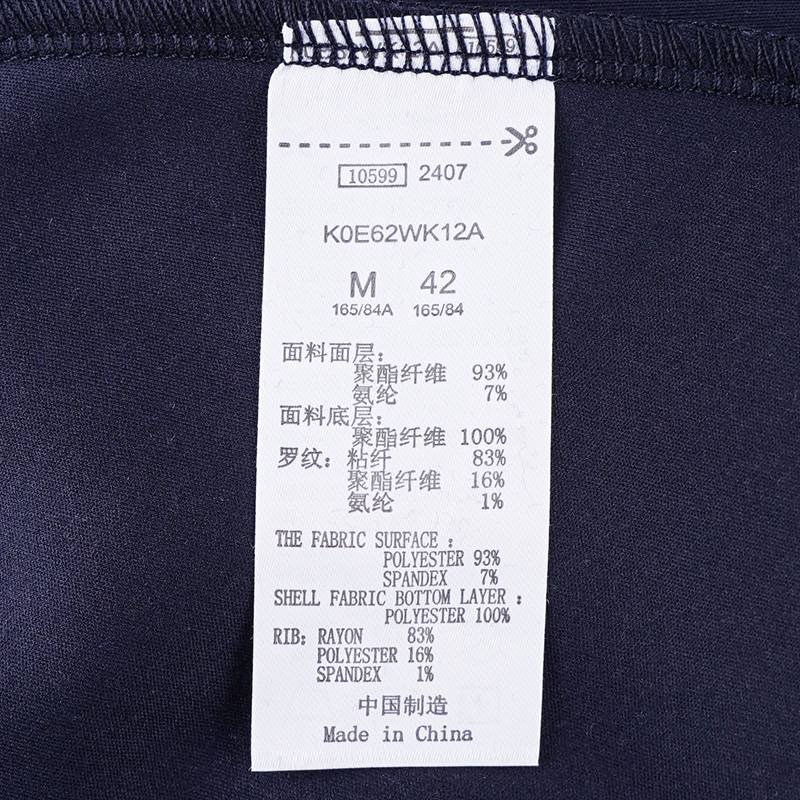 10599
10599 2407
K0E62WK12A
M 42
165/84A 165/84
面料面层:
聚酯纤维 93%
氨纶 7%
面料底层:
聚酯纤维 100%
罗纹: 粘纤 83%
聚酯纤维 16%
氨纶 1%
THE FABRIC SURFACE :
POLYESTER 93%
SPANDEX 7%
SHELL FABRIC BOTTOM LAYER :
POLYESTER 100%
RIB: RAYON 83%
POLYESTER 16%
SPANDEX 1%
中国制造
Made in China